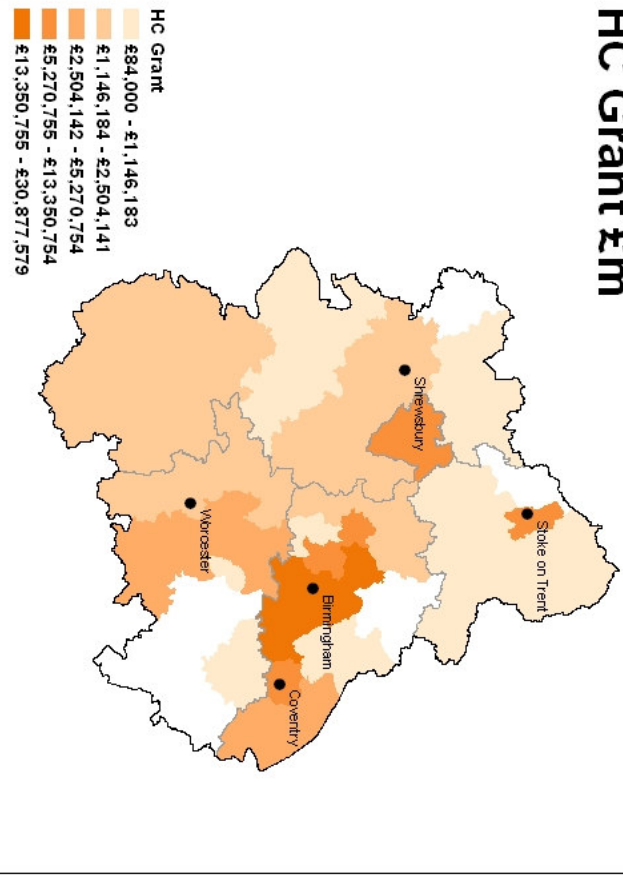 HC Grant £m
Shrewsbury
Stoke on Trent
Worcester
Birmingham
Coventry
HC Grant
£84,000 - £1,146,183
£1,146,184 - £2,504,141
£2,504,142 - £5,270,754
£5,270,755 - £13,350,754
£13,350,755 - £30,877,579